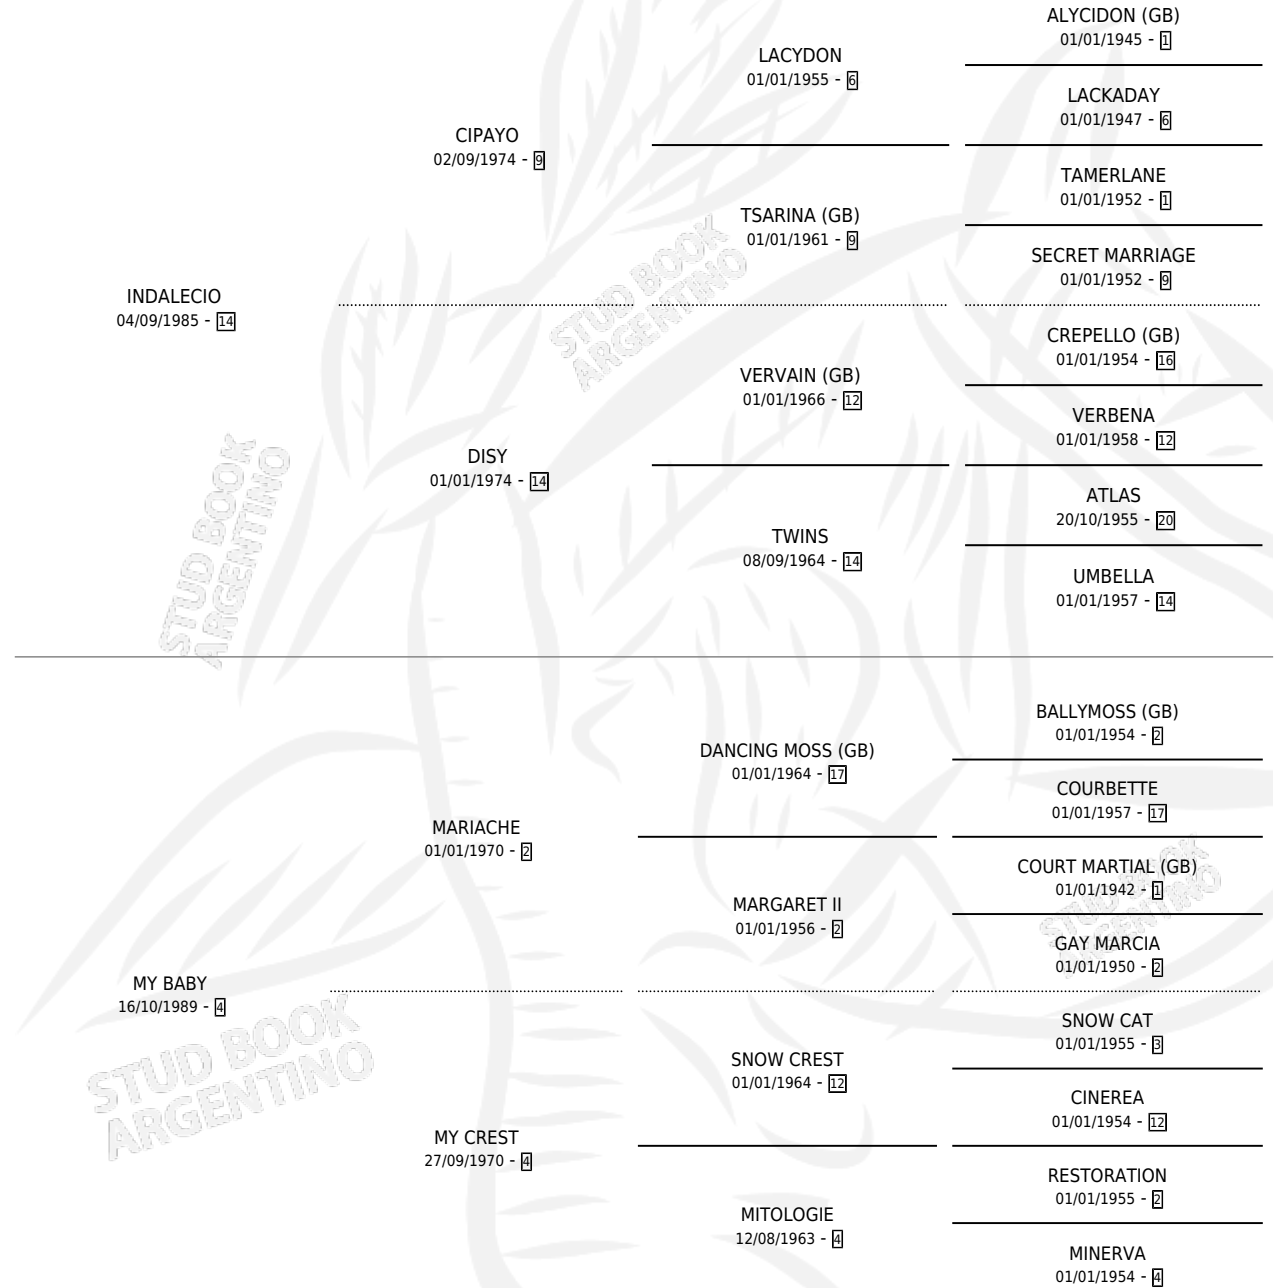 ALYCIDON (GB)
01/01/1945 - 1
LACYDON
01/01/1955 - 6
LACKADAY
01/01/1947 - 6
CIPAYO
02/09/1974 - 9
TAMERLANE
01/01/1952 - 1
TSARINA (GB)
01/01/1961 - 9
SECRET MARRIAGE
01/01/1952 - 9
INDALECIO
04/09/1985 - 14
CREPELLO (GB)
01/01/1954 - 16
VERVAIN (GB)
01/01/1966 - 12
VERBENA
01/01/1958 - 12
DISY
01/01/1974 - 14
ATLAS
20/10/1955 - 20
TWINS
08/09/1964 - 14
UMBELLA
01/01/1957 - 14
BALLYMOSS (GB)
01/01/1954 - 2
DANCING MOSS (GB)
01/01/1964 - 17
COURBETTE
01/01/1957 - 17
MARIACHE
01/01/1970 - 2
COURT MARTIAL (GB)
01/01/1942 - 1
MARGARET II
01/01/1956 - 2
GAY MARCIA
01/01/1950 - 2
MY BABY
16/10/1989 - 4
SNOW CAT
01/01/1955 - 3
SNOW CREST
01/01/1964 - 12
CINEREA
01/01/1954 - 12
MY CREST
27/09/1970 - 4
RESTORATION
01/01/1955 - 2
MITOLOGIE
12/08/1963 - 4
MINERVA
01/01/1954 - 4
STUD BOOK
ARGENTINO
STUD BOOK
ARGENTINO
STUD BOOK
ARGENTINO
STUD BOOK
ARGENTINO